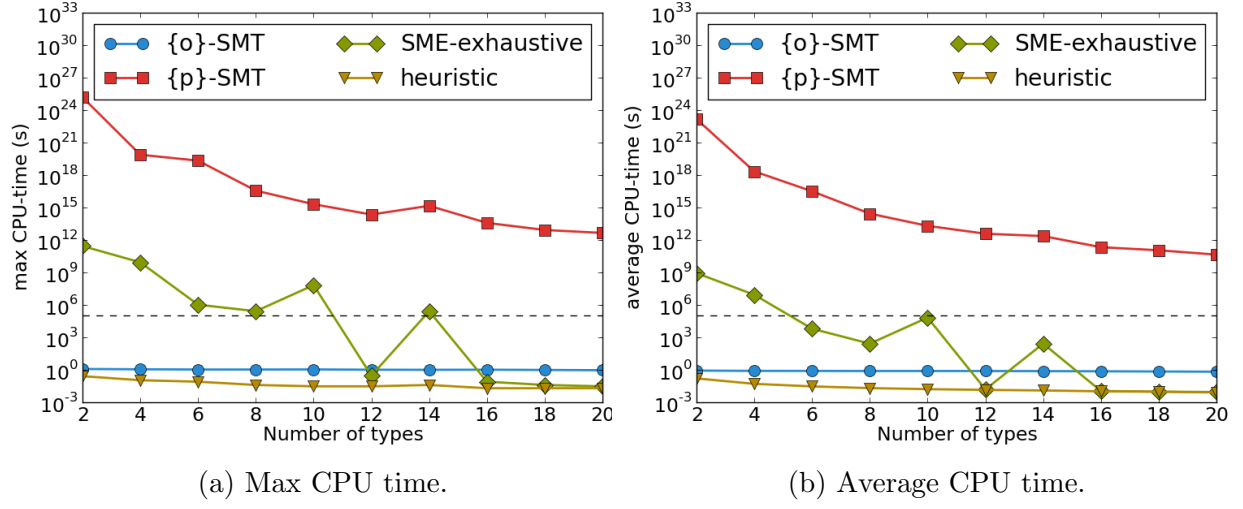 10^33
10^30
10^27
10^24
10^21
10^18
10^15
10^12
10^9
10^6
10^3
10^0
10^-3
max CPU-time (s)
{o}-SMT
{p}-SMT
SME-exhaustive
heuristic
2 4 6 8 10 12 14 16 18 20
Number of types
(a) Max CPU time.
10^33
10^30
10^27
10^24
10^21
10^18
10^15
10^12
10^9
10^6
10^3
10^0
10^-3
average CPU-time (s)
{o}-SMT
{p}-SMT
SME-exhaustive
heuristic
2 4 6 8 10 12 14 16 18 20
Number of types
(b) Average CPU time.